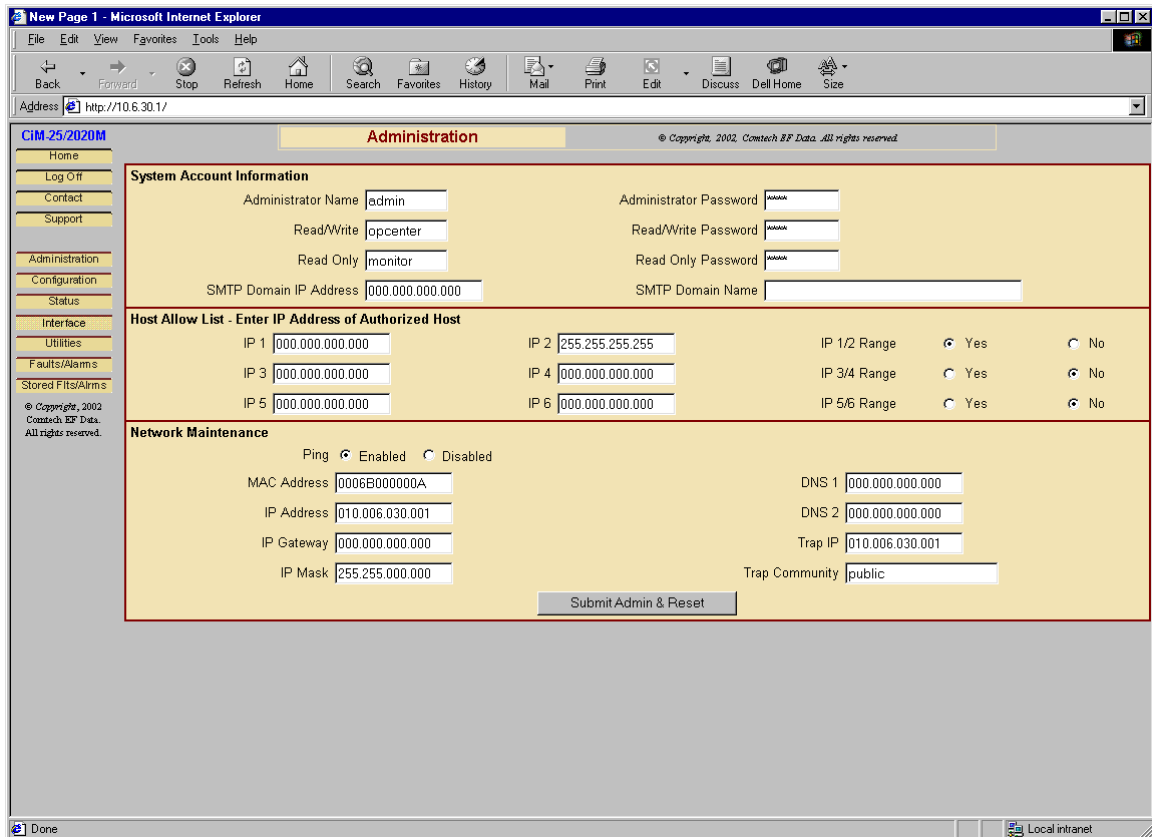 New Page 1 - Microsoft Internet Explorer
File Edit View Favorites Tools Help
Back Forward Stop Refresh Home Search Favorites History Mail Print Edit Discuss Dell Home Size
Address http://10.6.30.1/
CiM-25/2020M
Home
Log Off
Contact
Support
Administration
Configuration
Status
Interface
Utilities
Faults/Alarms
Stored Flts/Alrms
© Copyright, 2002
Comtech EF Data.
All rights reserved.
Administration © Copyright, 2002, Comtech EF Data. All rights reserved.
System Account Information
Administrator Name admin Administrator Password ****
Read/Write opcenter Read/Write Password ****
Read Only monitor Read Only Password ****
SMTP Domain IP Address 000.000.000.000 SMTP Domain Name
Host Allow List - Enter IP Address of Authorized Host
IP 1 000.000.000.000 IP 2 255.255.255.255 IP 1/2 Range Yes No
IP 3 000.000.000.000 IP 4 000.000.000.000 IP 3/4 Range Yes No
IP 5 000.000.000.000 IP 6 000.000.000.000 IP 5/6 Range Yes No
Network Maintenance
Ping Enabled Disabled
MAC Address 0006B000000A DNS 1 000.000.000.000
IP Address 010.006.030.001 DNS 2 000.000.000.000
IP Gateway 000.000.000.000 Trap IP 010.006.030.001
IP Mask 255.255.000.000 Trap Community public
Submit Admin & Reset
Done Local intranet